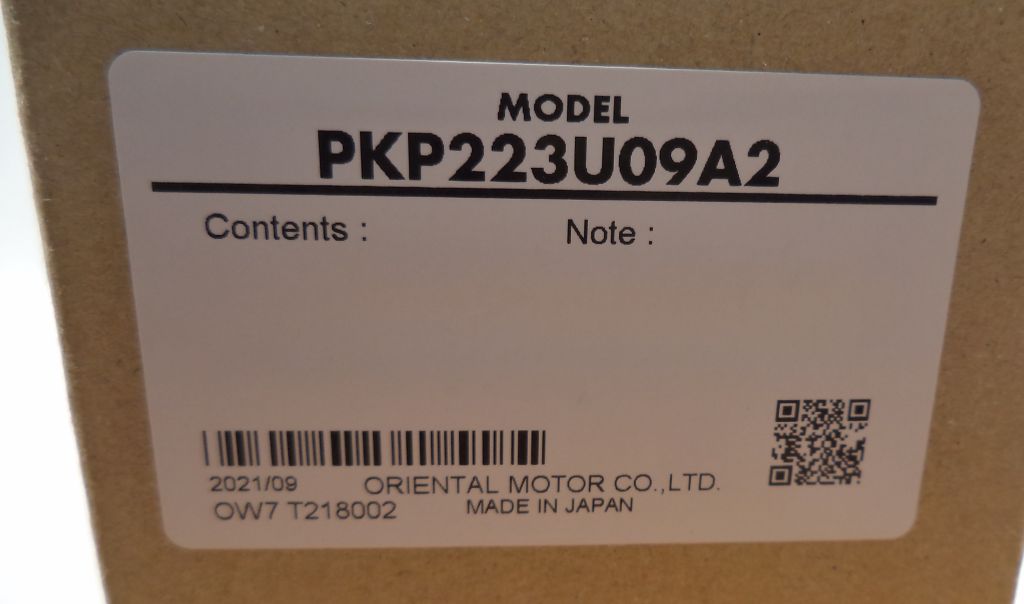 MODEL
PKP223U09A2
Contents : Note :
2021/09 ORIENTAL MOTOR CO.,LTD.
OW7 T218002 MADE IN JAPAN